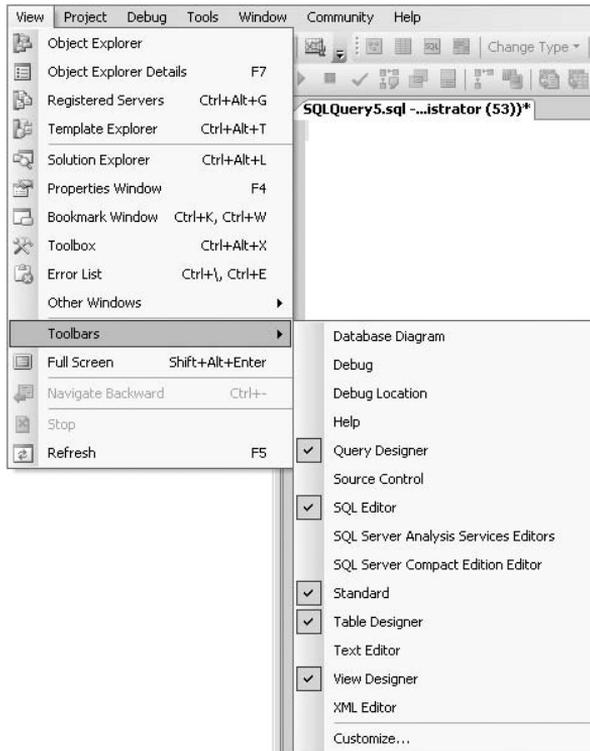 View Project Debug Tools Window Community Help
Object Explorer
Object Explorer Details F7
Registered Servers Ctrl+Alt+G
Template Explorer Ctrl+Alt+T
Solution Explorer Ctrl+Alt+L
Properties Window F4
Bookmark Window Ctrl+K, Ctrl+W
Toolbox Ctrl+Alt+X
Error List Ctrl+\, Ctrl+E
Other Windows
Toolbars
Full Screen Shift+Alt+Enter
Navigate Backward Ctrl+-
Stop
Refresh F5
Change Type
SQLQuery5.sql -...istrator (53))*
Database Diagram
Debug
Debug Location
Help
Query Designer
Source Control
SQL Editor
SQL Server Analysis Services Editors
SQL Server Compact Edition Editor
Standard
Table Designer
Text Editor
View Designer
XML Editor
Customize...